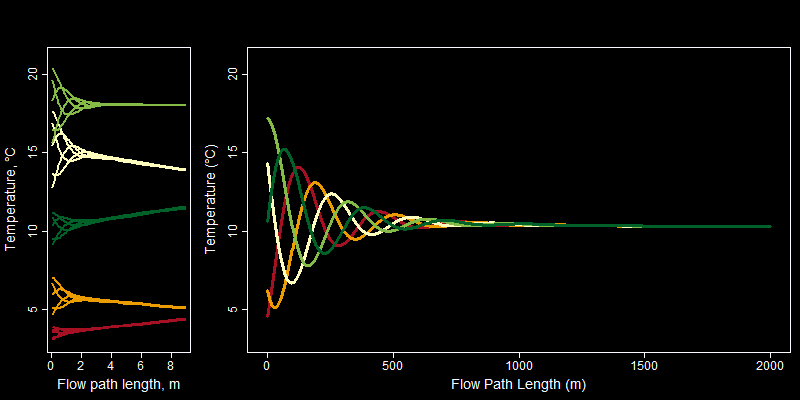 Temperature, °C
20
15
10
5
0 2 4 6 8
Flow path length, m
Temperature (°C)
20
15
10
5
0 500 1000 1500 2000
Flow Path Length (m)